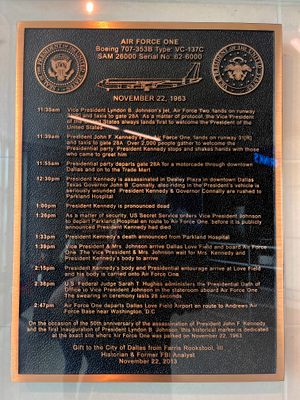 AIR FORCE ONE
Boeing 707-353B Type: VC-137C
SAM 26000 Serial No: 62-6000
NOVEMBER 22, 1963
11:35am Vice President Lyndon B. Johnson's jet, Air Force Two, lands on runway
and taxis to gate 28A. As a matter of protocol, the Vice President
of the United States always lands first to welcome the President of the
United States
11:39am President John F. Kennedy Air Force One, lands on runway 31(R)
and taxis to gate 28A. Over 2,000 people gather to welcome the
Presidential party. President Kennedy stops and shakes hands with those
who came to greet him
11:55am Presidential party departs gate 28A for a motorcade through downtown
Dallas and on to the Trade Mart
12:30pm President Kennedy is assassinated in Dealey Plaza in downtown Dallas
Texas Governor John B. Connally, also riding in the President's vehicle is
seriously wounded. President Kennedy & Governor Connally are rushed to
Parkland Hospital
1:00pm President Kennedy is pronounced dead
1:26pm As a matter of security, US Secret Service orders Vice President Johnson
to depart Parkland Hospital en route to Air Force One, before it is publicly
announced President Kennedy had died
1:33pm President Kennedy's death announced from Parkland Hospital
1:39pm Vice President & Mrs. Johnson arrive Dallas Love Field and board Air Force
One. The Vice President & Mrs. Johnson wait for Mrs. Kennedy and
President Kennedy's body to arrive
2:15pm President Kennedy's body and Presidential entourage arrive at Love Field
and his body is carried onto Air Force One
2:38pm U.S. Federal Judge Sarah T. Hughes administers the Presidential Oath of
Office to Vice President Johnson in the stateroom aboard Air Force One
The swearing in ceremony lasts 28 seconds
2:47pm Air Force One departs Dallas Love Field Airport en route to Andrews Air
Force Base near Washington, D.C.
On the occasion of the 50th anniversary of the assassination of President John F. Kennedy
and the first inauguration of President Lyndon B. Johnson, this historical marker is dedicated
at the exact site where Air Force One was parked on November 22, 1963
Gift to the City of Dallas from Farris Rookstool, III
Historian & Former FBI Analyst
November 22, 2013